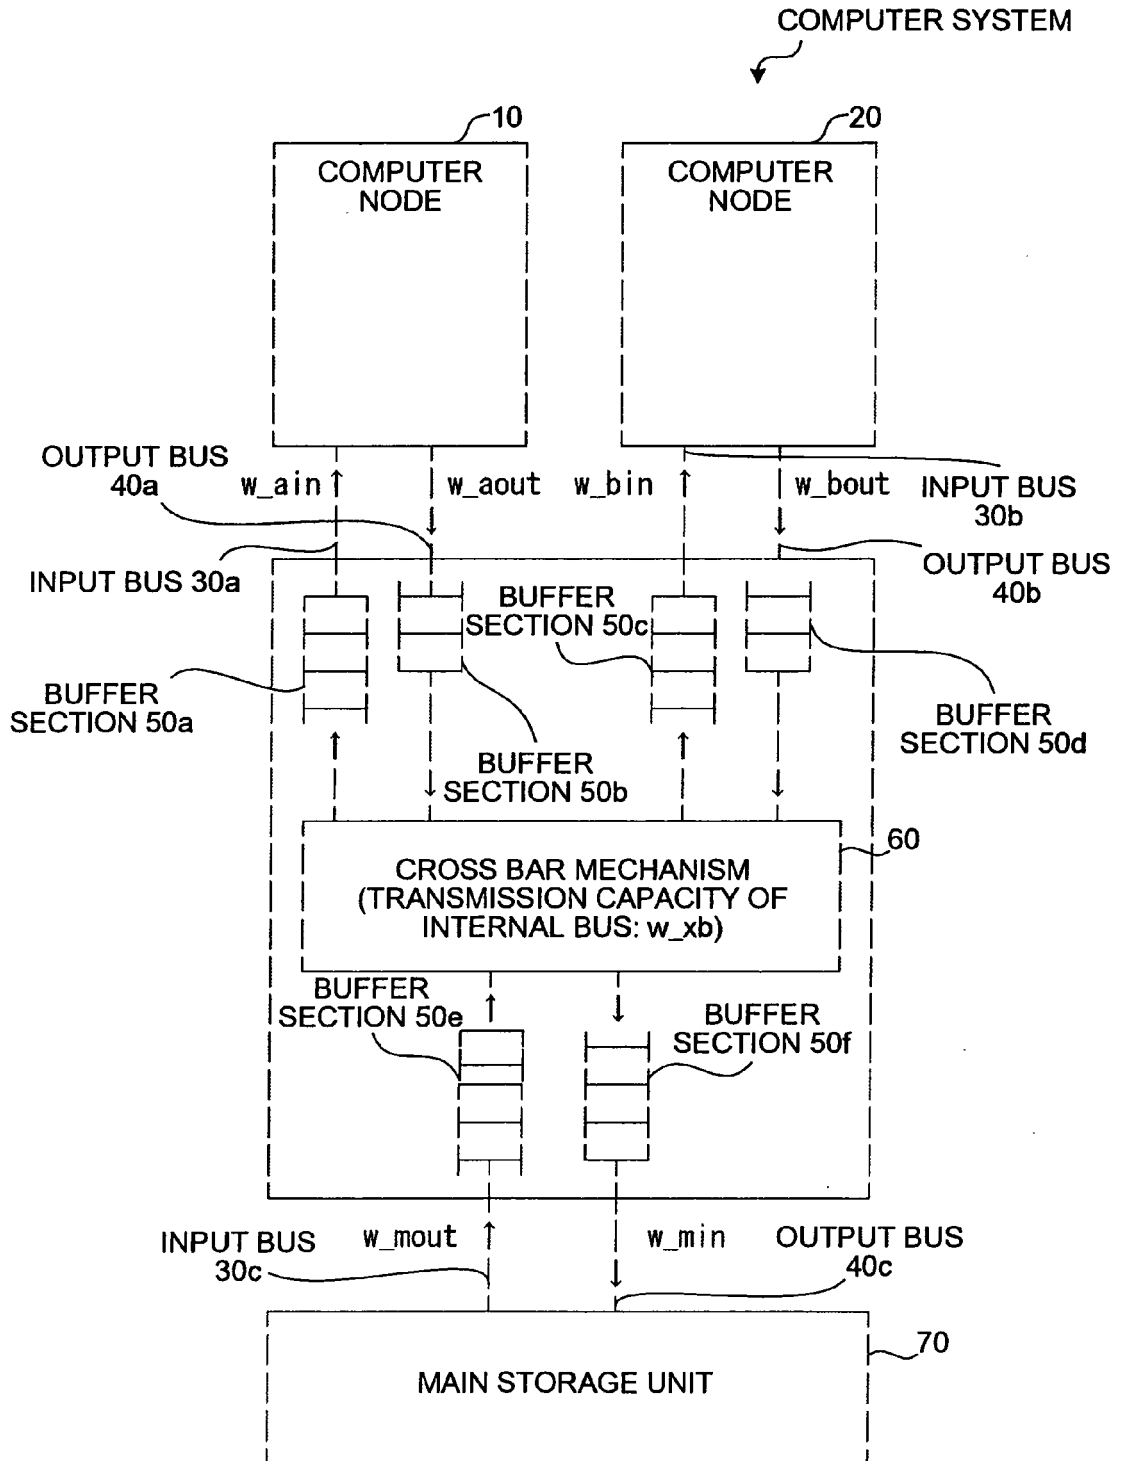 COMPUTER SYSTEM
10
20
COMPUTER
NODE
COMPUTER
NODE
OUTPUT BUS
40a
w_ain
w_aout
w_bin
w_bout
INPUT BUS
30b
INPUT BUS 30a
OUTPUT BUS
40b
BUFFER
SECTION 50c
BUFFER
SECTION 50a
BUFFER
SECTION 50d
BUFFER
SECTION 50b
60
CROSS BAR MECHANISM
(TRANSMISSION CAPACITY OF
INTERNAL BUS: w_xb)
BUFFER
SECTION 50e
BUFFER
SECTION 50f
INPUT BUS
30c
w_mout
w_min
OUTPUT BUS
40c
70
MAIN STORAGE UNIT